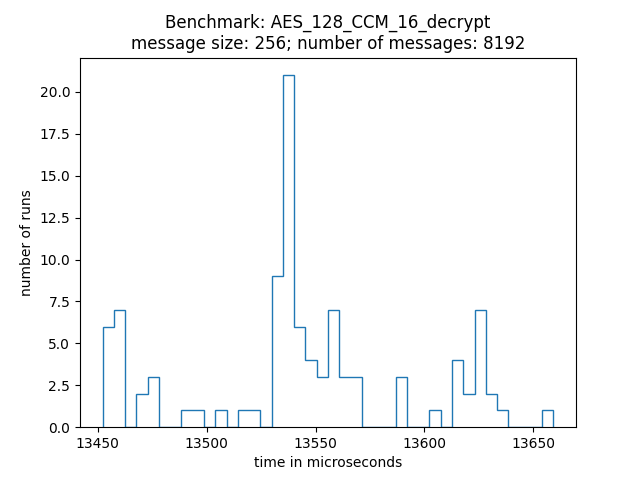 Benchmark: AES_128_CCM_16_decrypt
message size: 256; number of messages: 8192
20.0
17.5
15.0
12.5
10.0
7.5
5.0
2.5
0.0
number of runs
13450 13500 13550 13600 13650
time in microseconds